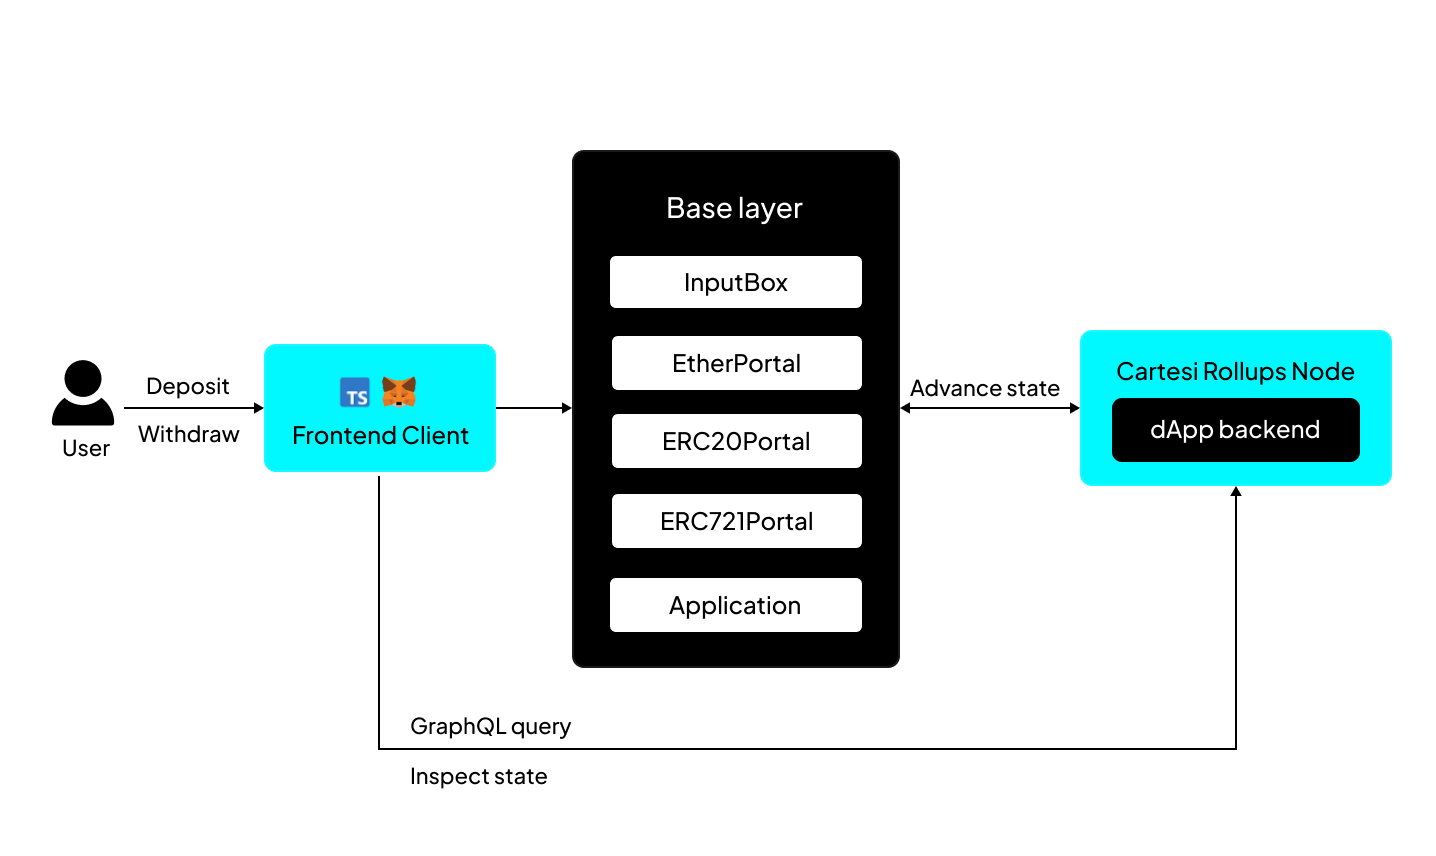 Base layer
InputBox
EtherPortal
ERC20Portal
ERC721Portal
Application
User
Deposit
Withdraw
TS
Frontend Client
Advance state
Cartesi Rollups Node
dApp backend
GraphQL query
Inspect state